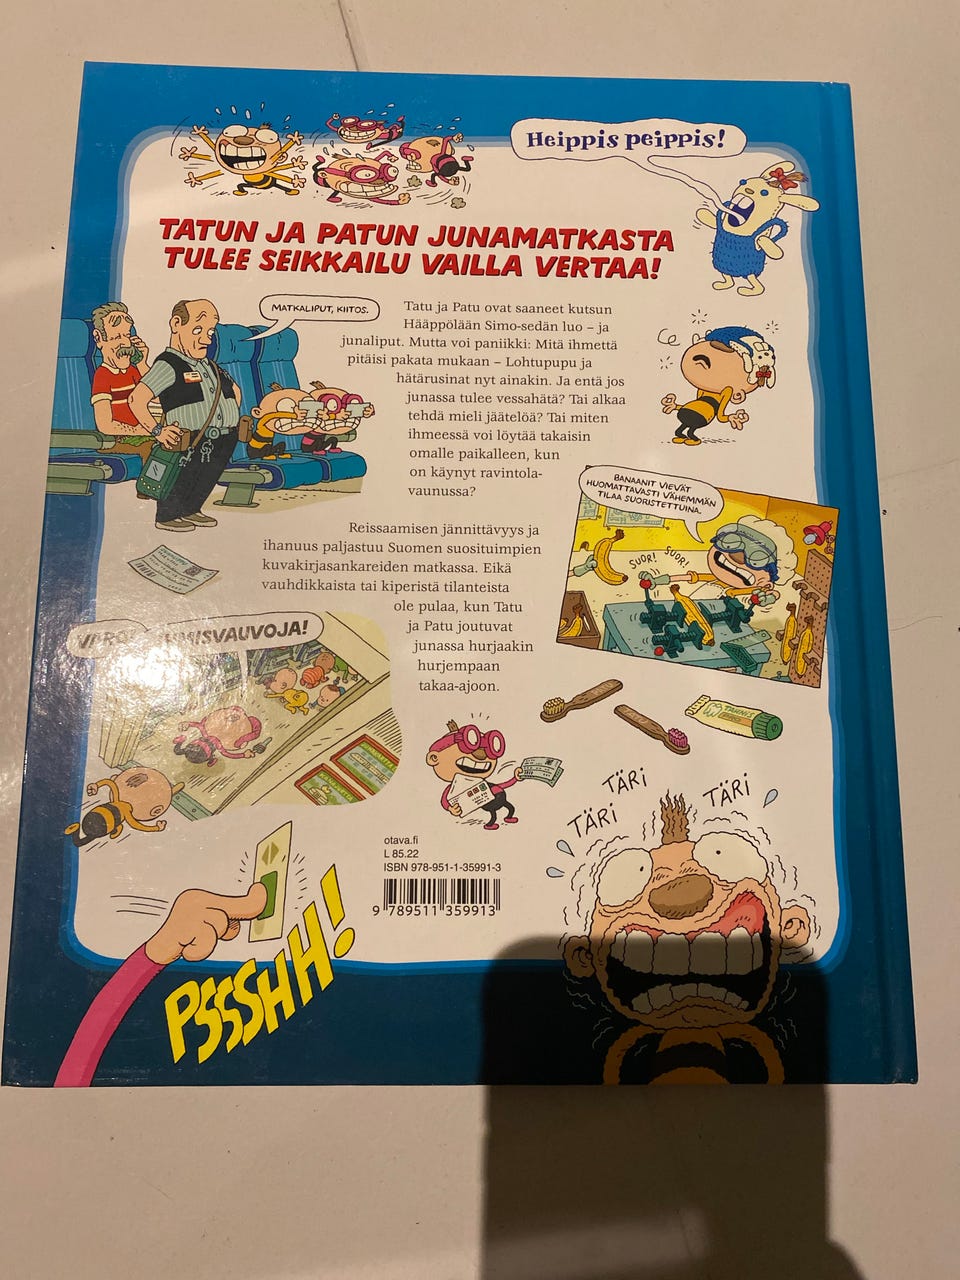 Heippis peippis!
TATUN JA PATUN JUNAMATKASTA
TULEE SEIKKAILU VAILLA VERTAA!
MATKALIPUT, KIITOS.
Tatu ja Patu ovat saaneet kutsun
Hääppölään Simo-sedän luo – ja
junaliput. Mutta voi paniikki: Mitä ihmettä
pitäisi pakata mukaan – Lohtupupu ja
hätärusinat nyt ainakin. Ja entä jos
junassa tulee vessahätä? Tai alkaa
tehdä mieli jäätelöä? Tai miten
ihmeessä voi löytää takaisin
omalle paikalleen, kun
on käynyt ravintola-
vaunussa?
BANAANIT VIEVÄT
HUOMATTAVASTI VÄHEMMÄN
TILAA SUORISTETTUINA.
SUOR! SUOR!
Reissaamisen jännittävyys ja
ihanuus paljastuu Suomen suosituimpien
kuvakirjasankareiden matkassa. Eikä
vauhdikkaista tai kiperistä tilanteista
ole pulaa, kun Tatu
ja Patu joutuvat
junassa hurjaakin
hurjempaan
takaa-ajoon.
VARO! IHMISVAUVOJA!
TÄRI
TÄRI
TÄRI
otava.fi
L 85.22
ISBN 978-951-1-35991-3
9 789511 359913
PSSSHH!